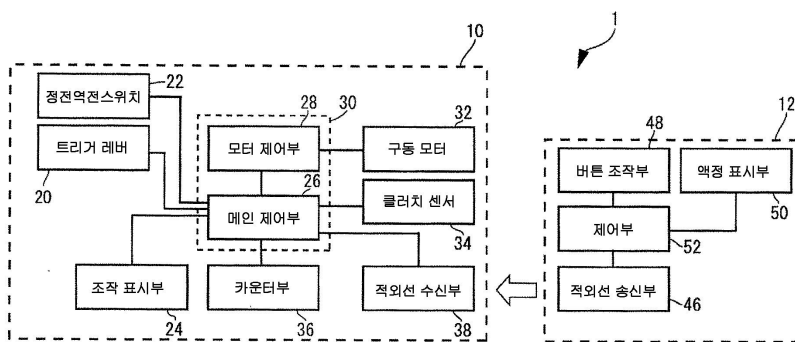 1
10
22
정전역전스위치
28
30
32
12
48
트리거 레버
모터 제어부
구동 모터
버튼 조작부
액정 표시부
20
26
50
메인 제어부
클러치 센서
제어부
34
52
조작 표시부
카운터부
적외선 수신부
적외선 송신부
24
36
38
46